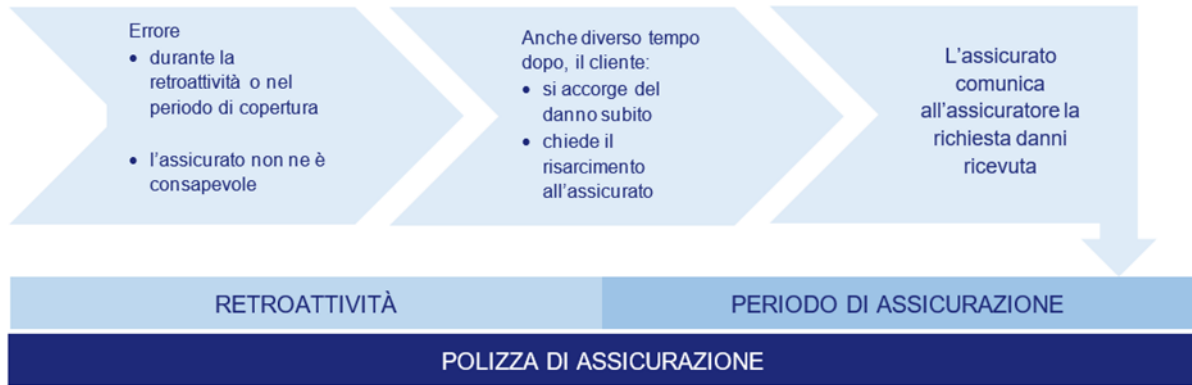 Errore
• durante la
retroattività o nel
periodo di copertura
• l'assicurato non ne è
consapevole
Anche diverso tempo
dopo, il cliente:
• si accorge del
danno subito
• chiede il
risarcimento
all'assicurato
L'assicurato
comunica
all'assicuratore la
richiesta danni
ricevuta
RETROATTIVITÀ
PERIODO DI ASSICURAZIONE
POLIZZA DI ASSICURAZIONE